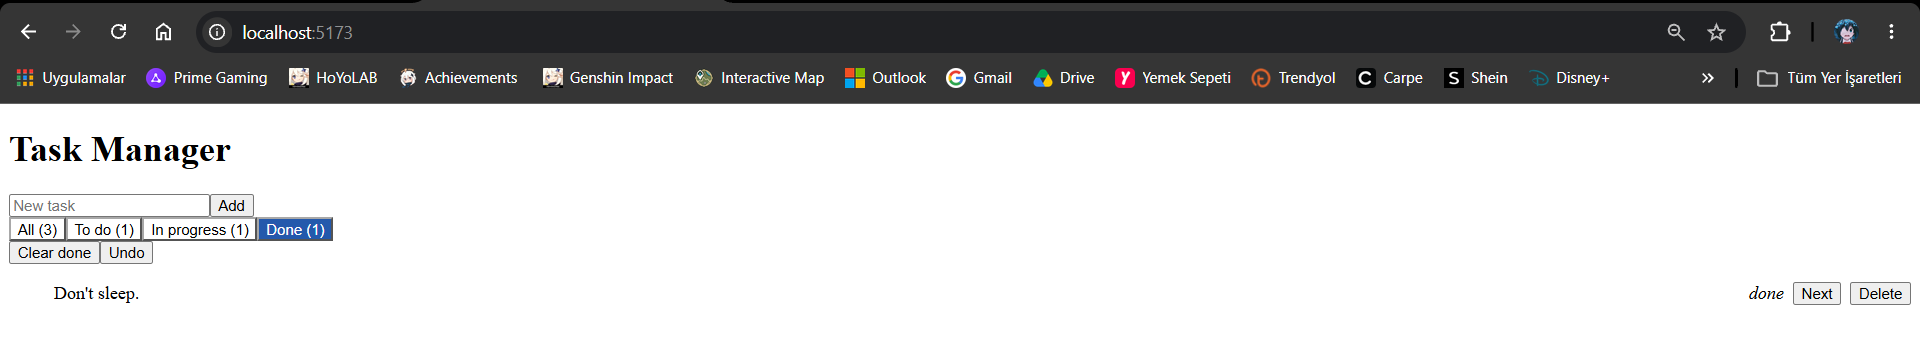 localhost:5173
Uygulamalar Prime Gaming HoYoLAB Achievements Genshin Impact Interactive Map Outlook Gmail Drive Yemek Sepeti Trendyol Carpe Shein Disney+ » Tüm Yer İşaretleri
Task Manager
New task Add
All (3) To do (1) In progress (1) Done (1)
Clear done Undo
Don't sleep. done Next Delete